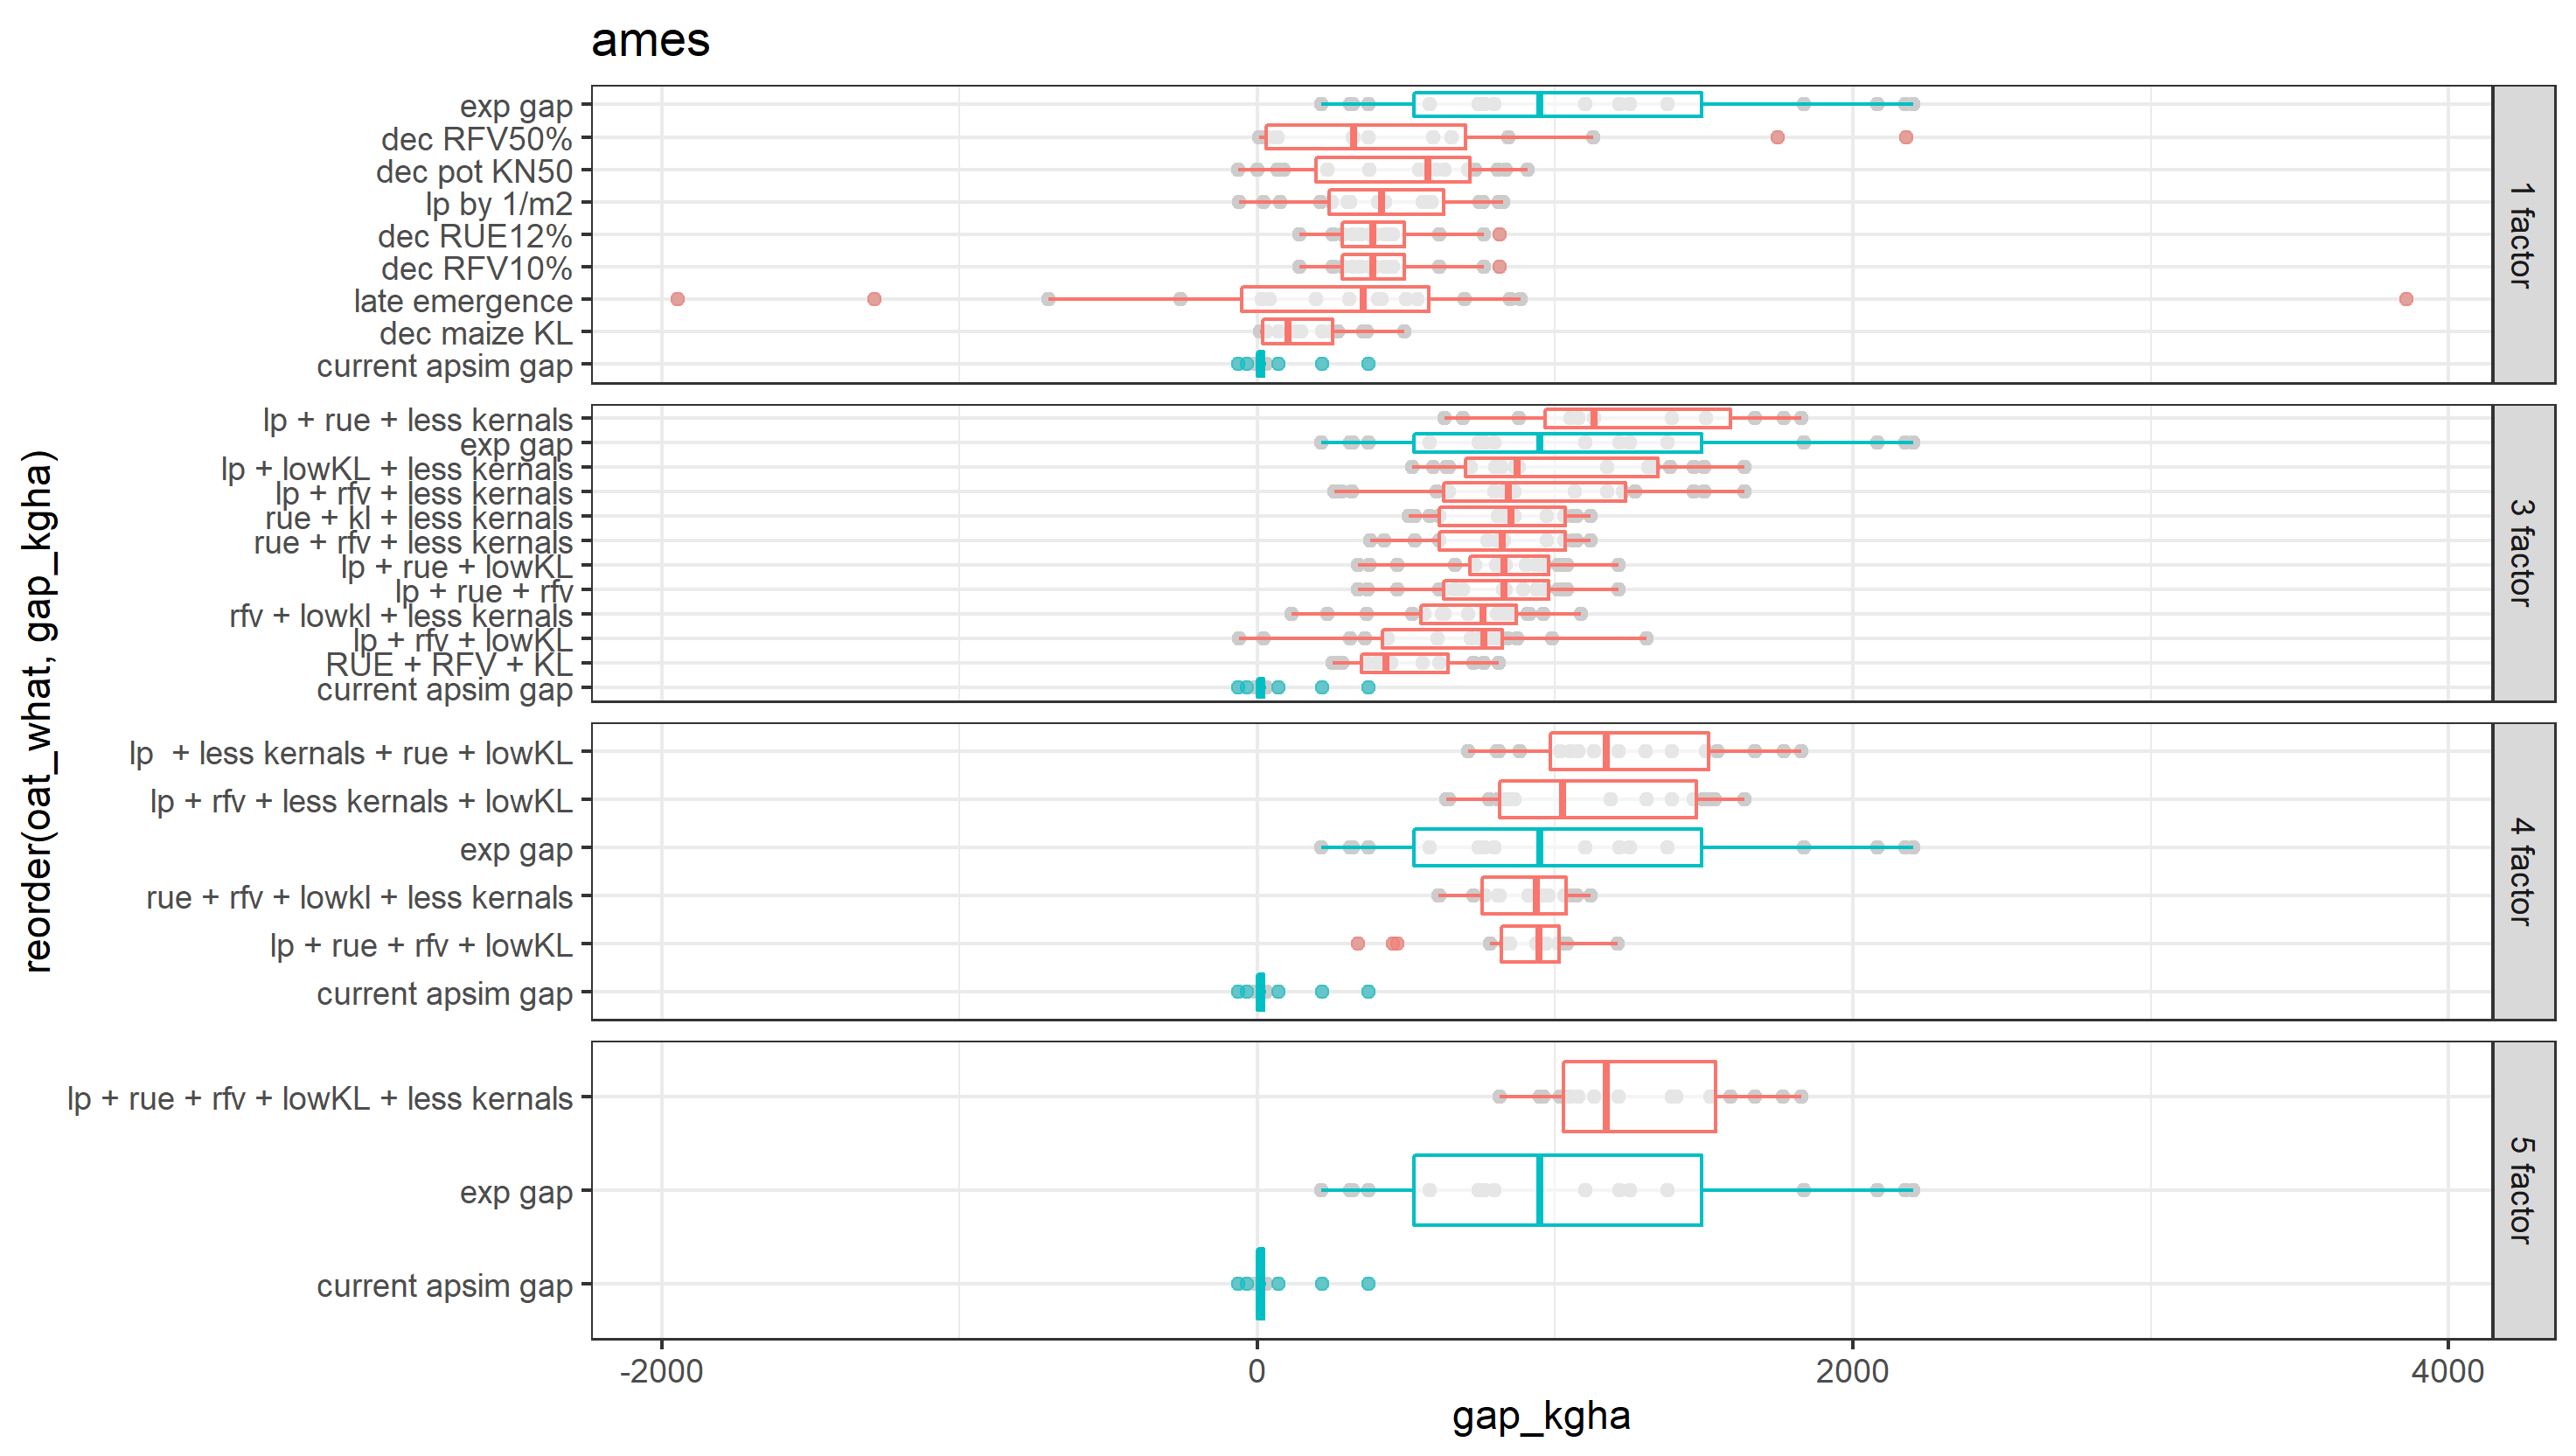 ames
exp gap
dec RFV50%
dec pot KN50
lp by 1/m2
dec RUE12%
dec RFV10%
late emergence
dec maize KL
current apsim gap
1 factor
lp + rue + less kernals
exp gap
lp + lowKL + less kernals
lp + rfv + less kernals
rue + kl + less kernals
rue + rfv + less kernals
lp + rue + lowKL
lp + rue + rfv
rfv + lowkl + less kernals
lp + rfv + lowKL
RUE + RFV + KL
current apsim gap
3 factor
lp  + less kernals + rue + lowKL
lp + rfv + less kernals + lowKL
exp gap
rue + rfv + lowkl + less kernals
lp + rue + rfv + lowKL
current apsim gap
4 factor
lp + rue + rfv + lowKL + less kernals
exp gap
current apsim gap
5 factor
reorder(oat_what, gap_kgha)
-2000 0 2000 4000
gap_kgha